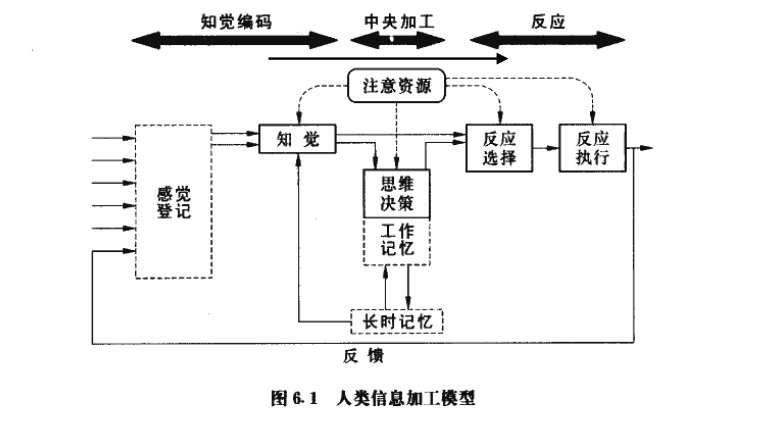 知觉编码
中央加工
反应
注意资源
知觉
反应
选择
反应
执行
感觉
登记
思维
决策
工作
记忆
长时记忆
反馈
图 6.1 人类信息加工模型